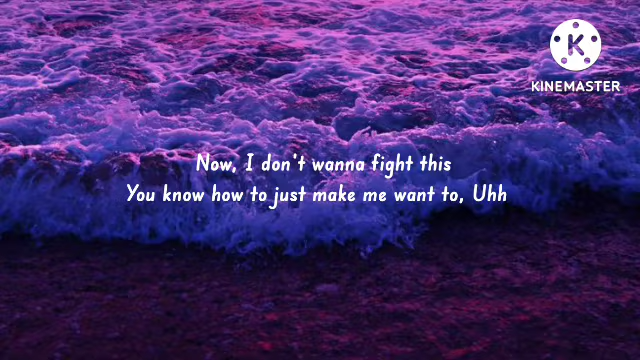 KINEMASTER
Now, I don't wanna fight this
You know how to just make me want to, Uhh